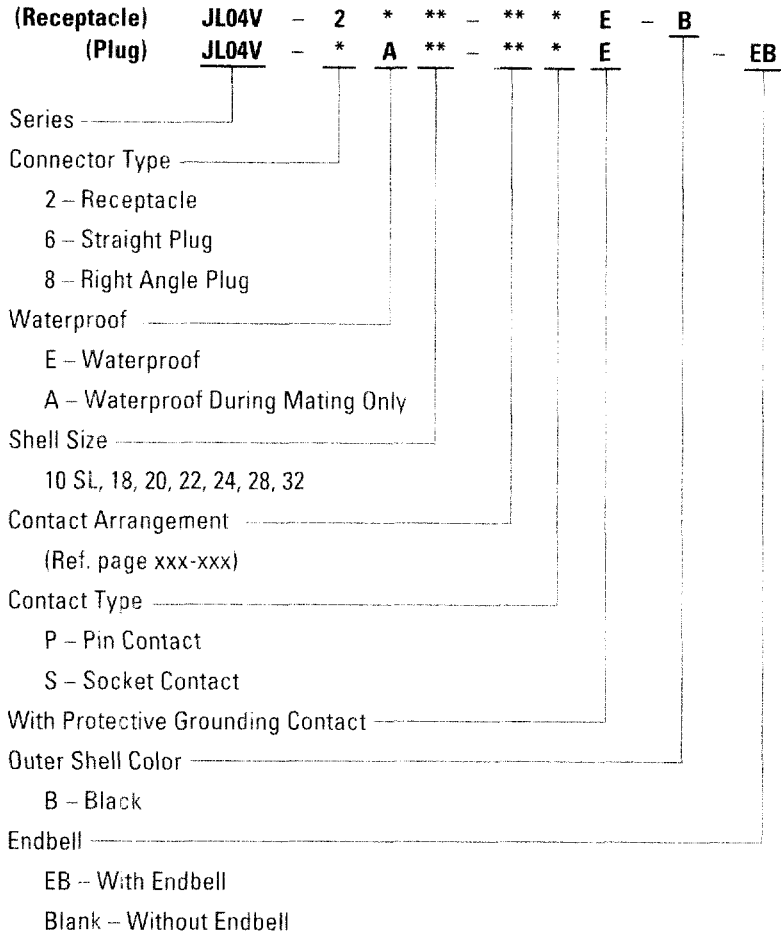 (Receptacle) JL04V – 2 * ** – ** * E – B
(Plug) JL04V – * A ** – ** * E – EB
Series
Connector Type
2 – Receptacle
6 – Straight Plug
8 – Right Angle Plug
Waterproof
E – Waterproof
A – Waterproof During Mating Only
Shell Size
10 SL, 18, 20, 22, 24, 28, 32
Contact Arrangement
(Ref. page xxx-xxx)
Contact Type
P – Pin Contact
S – Socket Contact
With Protective Grounding Contact
Outer Shell Color
B – Black
Endbell
EB – With Endbell
Blank – Without Endbell